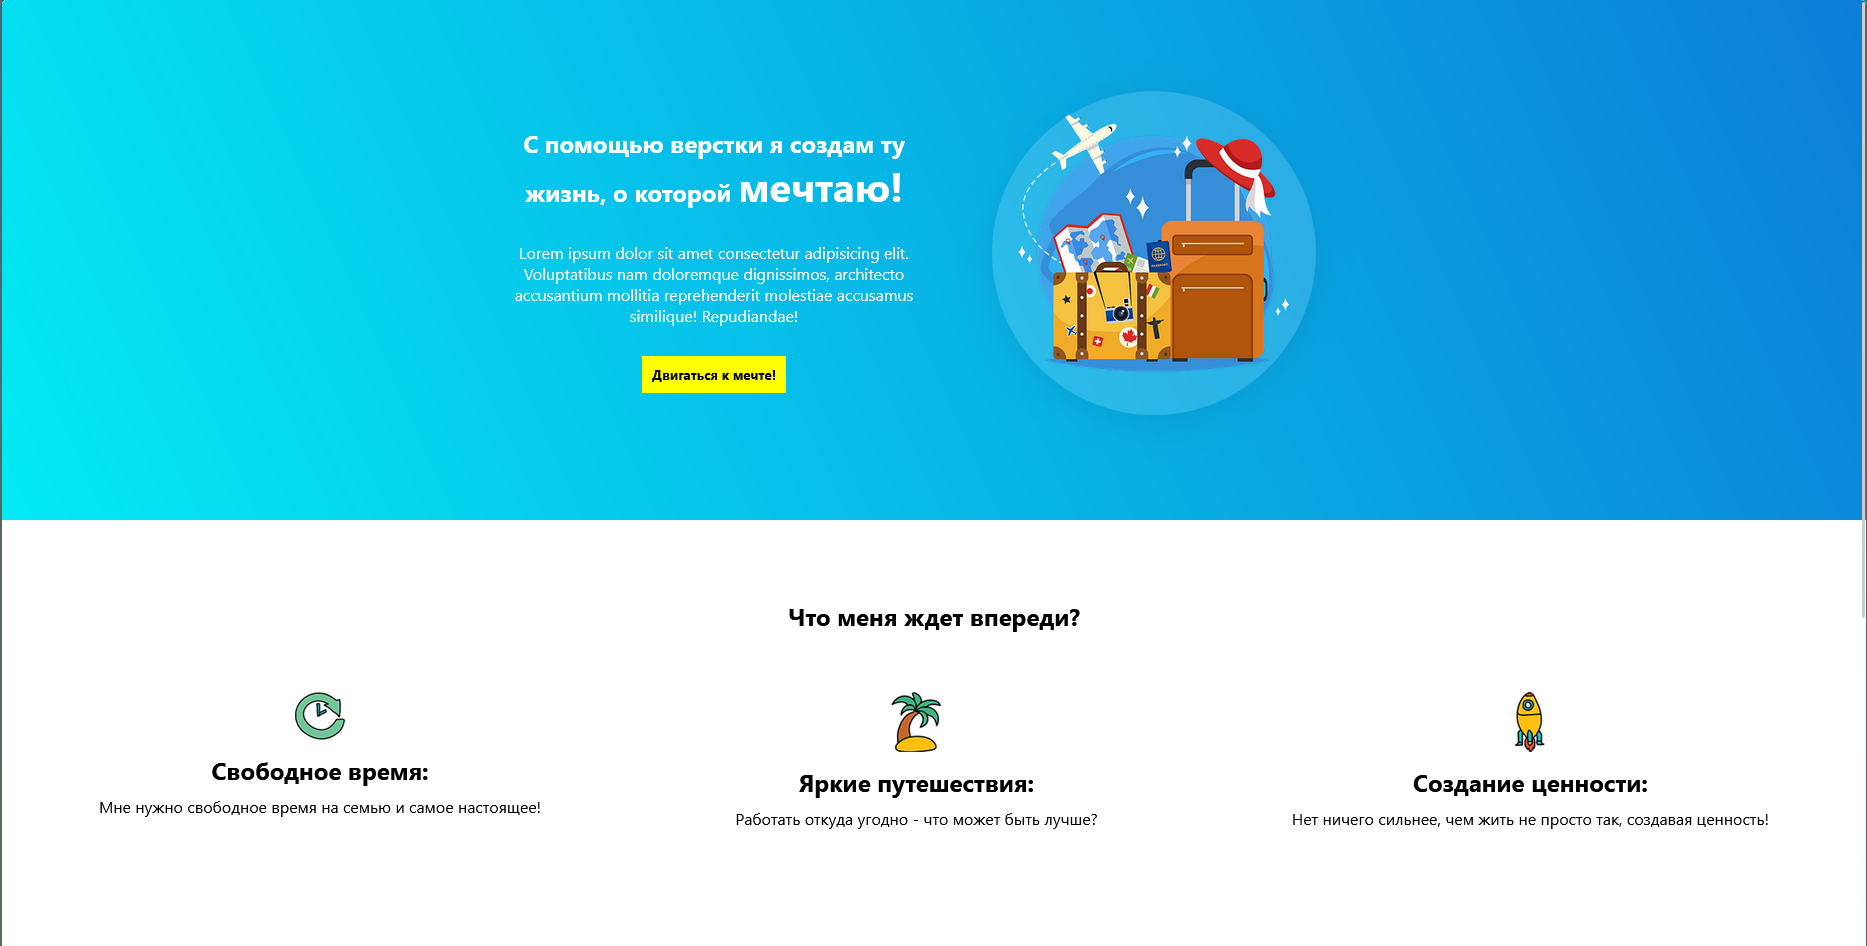 С помощью верстки я создам ту
жизнь, о которой мечтаю!
Lorem ipsum dolor sit amet consectetur adipisicing elit.
Voluptatibus nam doloremque dignissimos, architecto
accusantium mollitia reprehenderit molestiae accusamus
similique! Repudiandae!
Двигаться к мечте!
Что меня ждет впереди?
Свободное время:
Мне нужно свободное время на семью и самое настоящее!
Яркие путешествия:
Работать откуда угодно - что может быть лучше?
Создание ценности:
Нет ничего сильнее, чем жить не просто так, создавая ценность!